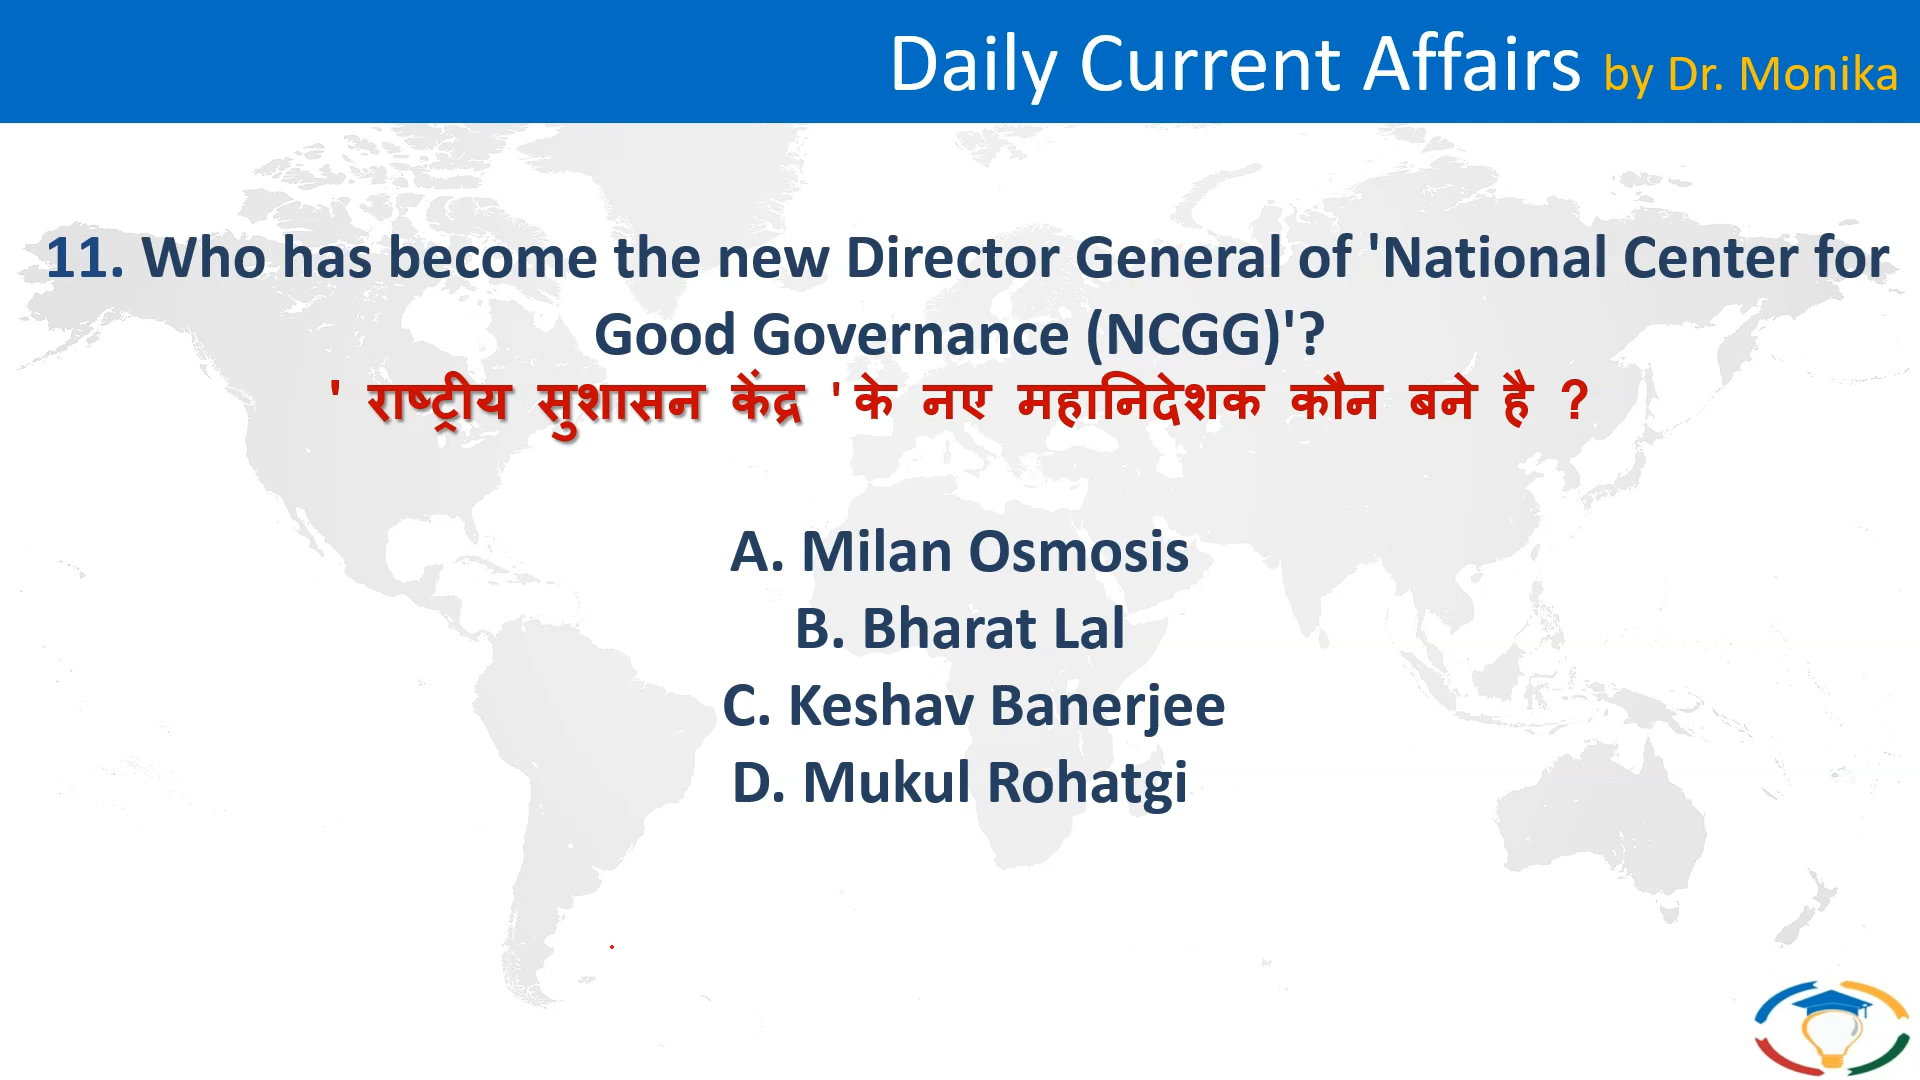 Daily Current Affairs by Dr. Monika
11. Who has become the new Director General of 'National Center for
Good Governance (NCGG)'?
' राष्ट्रीय सुशासन केंद्र ' के नए महानिदेशक कौन बने है ?
A. Milan Osmosis
B. Bharat Lal
C. Keshav Banerjee
D. Mukul Rohatgi